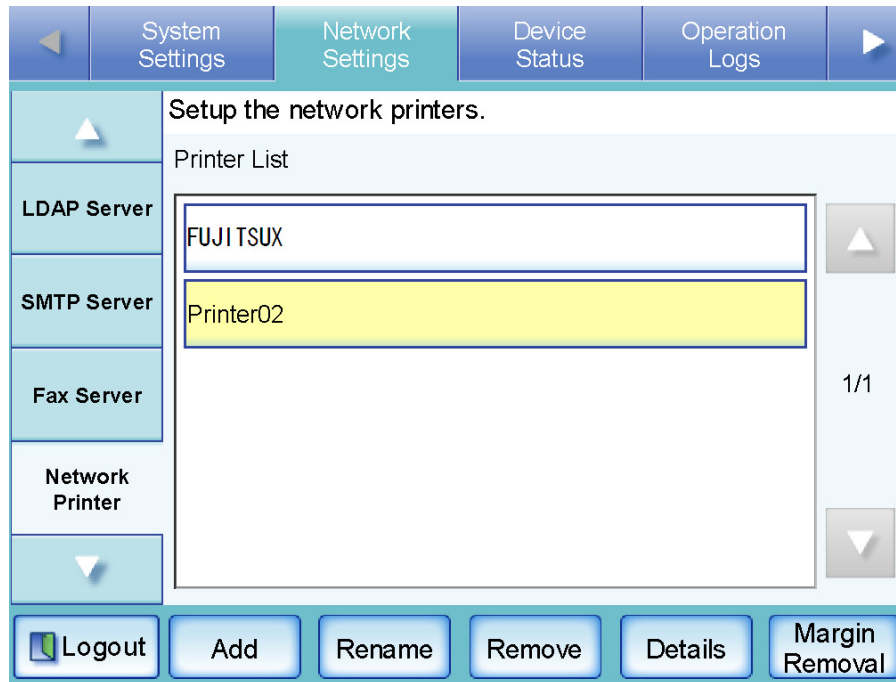 System
Settings
Network
Settings
Device
Status
Operation
Logs
Setup the network printers.
Printer List
LDAP Server
SMTP Server
Fax Server
Network
Printer
FUJITSUX
Printer02
1/1
Logout
Add
Rename
Remove
Details
Margin
Removal